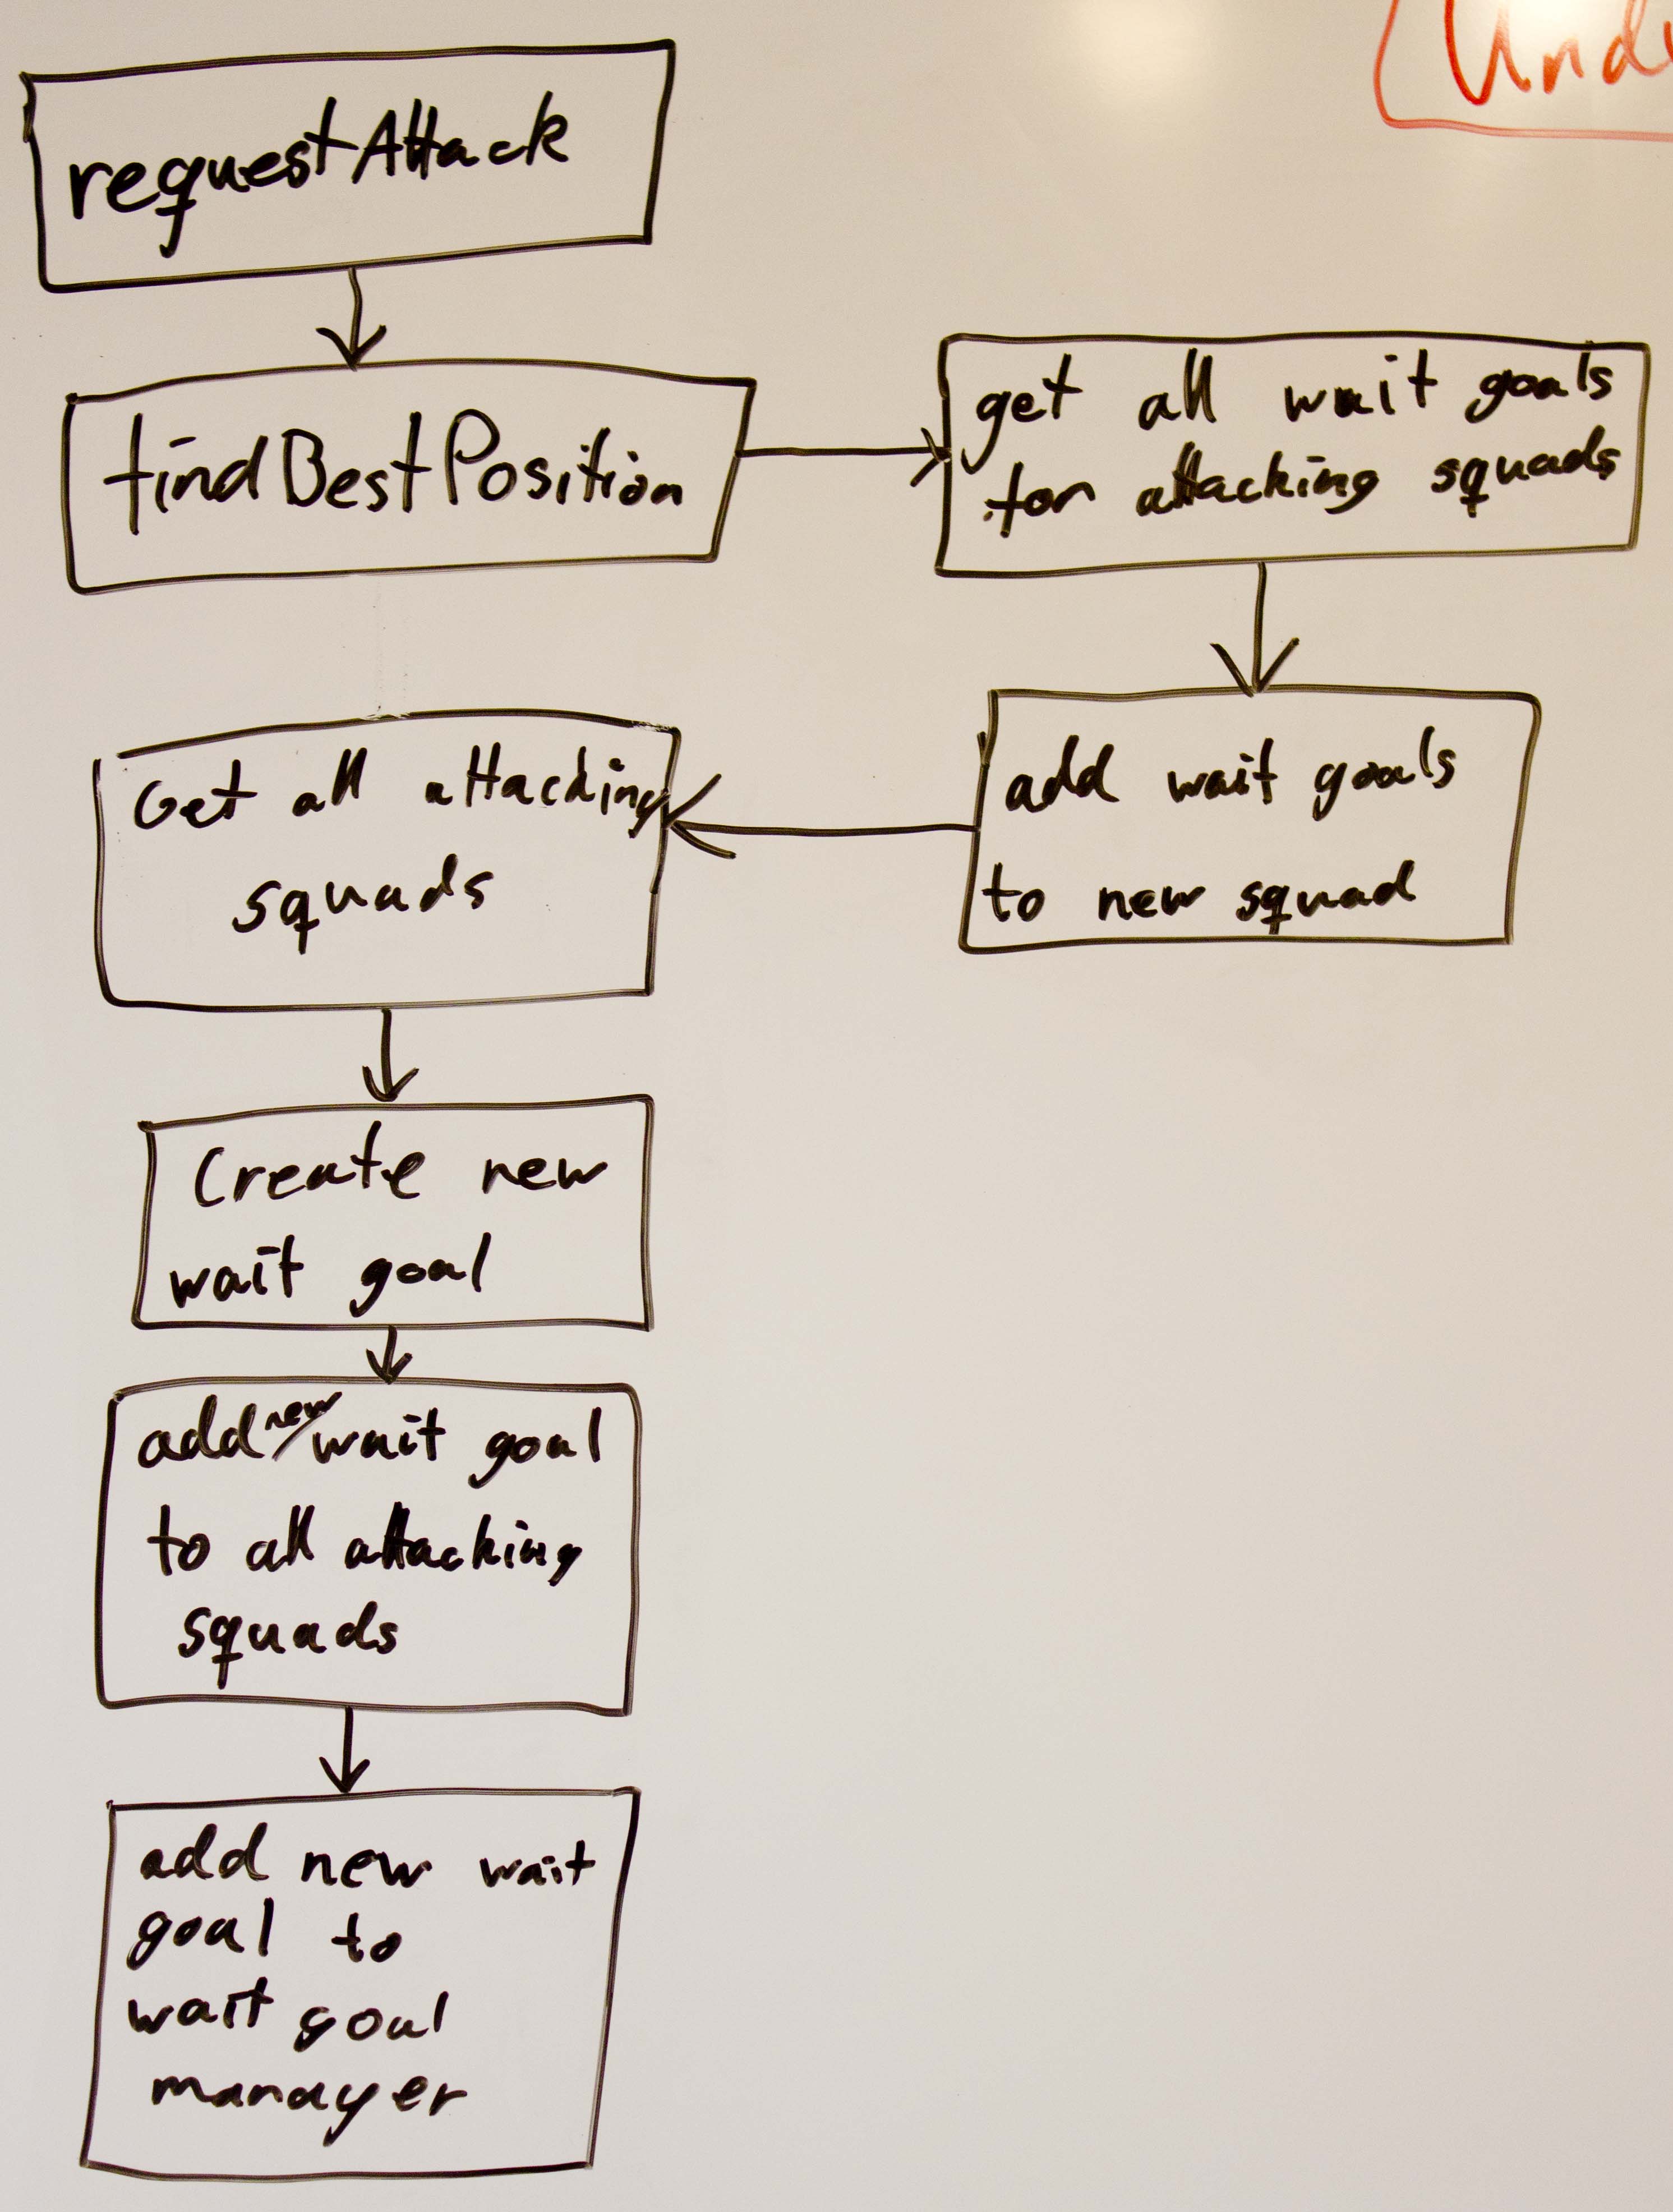 requestAttack
findBestPosition
get all wait goals
for attacking squads
add wait goals
to new squad
Get all attacking
squads
Create new
wait goal
add new wait goal
to all attacking
squads
add new wait
goal to
wait goal
manager